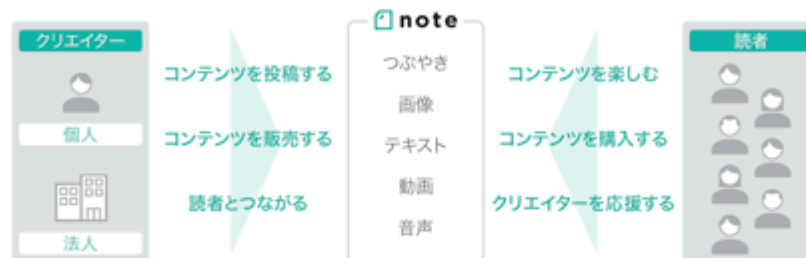 クリエイター
個人
法人
コンテンツを投稿する
コンテンツを販売する
読者とつながる
note
つぶやき
画像
テキスト
動画
音声
コンテンツを楽しむ
コンテンツを購入する
クリエイターを応援する
読者